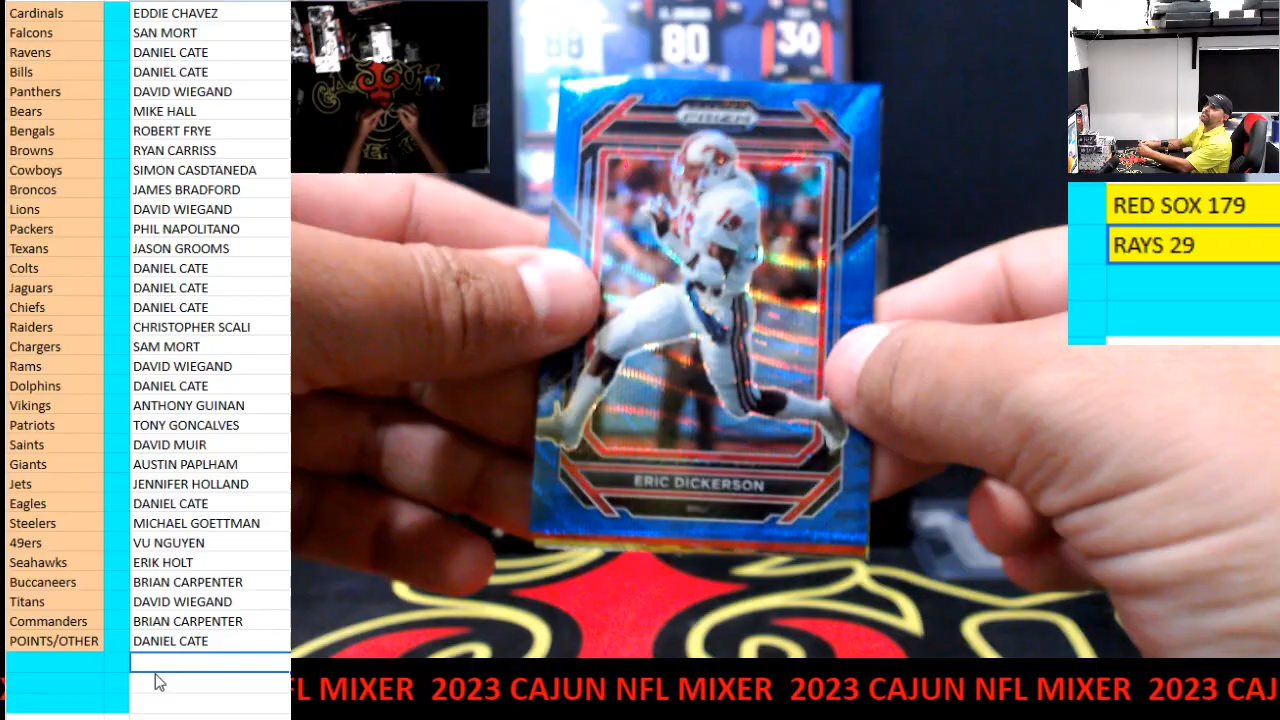 Cardinals EDDIE CHAVEZ
Falcons SAN MORT
Ravens DANIEL CATE
Bills DANIEL CATE
Panthers DAVID WIEGAND
Bears MIKE HALL
Bengals ROBERT FRYE
Browns RYAN CARRISS
Cowboys SIMON CASDTANEDA
Broncos JAMES BRADFORD
Lions DAVID WIEGAND
Packers PHIL NAPOLITANO
Texans JASON GROOMS
Colts DANIEL CATE
Jaguars DANIEL CATE
Chiefs DANIEL CATE
Raiders CHRISTOPHER SCALI
Chargers SAM MORT
Rams DAVID WIEGAND
Dolphins DANIEL CATE
Vikings ANTHONY GUINAN
Patriots TONY GONCALVES
Saints DAVID MUIR
Giants AUSTIN PAPLHAM
Jets JENNIFER HOLLAND
Eagles DANIEL CATE
Steelers MICHAEL GOETTMAN
49ers VU NGUYEN
Seahawks ERIK HOLT
Buccaneers BRIAN CARPENTER
Titans DAVID WIEGAND
Commanders BRIAN CARPENTER
POINTS/OTHER DANIEL CATE
80
30
PRIZM
19
ERIC DICKERSON
RED SOX 179
RAYS 29
FL MIXER 2023 CAJUN NFL MIXER 2023 CAJUN NFL MIXER 2023 CAJ